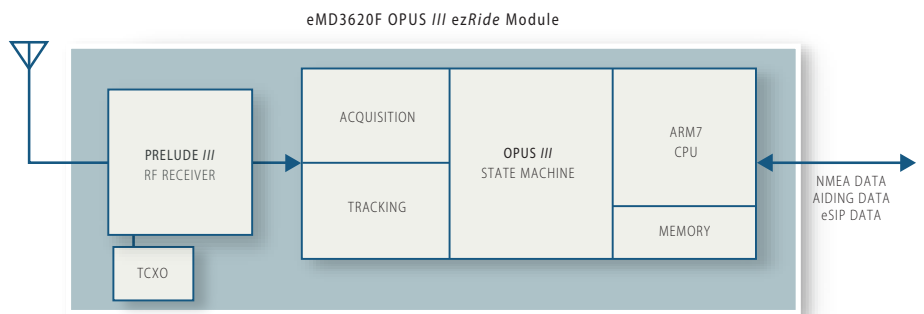 eMD3620F OPUS III ezRide Module
ACQUISITION
TRACKING
PRELUDE III
RF RECEIVER
TCXO
OPUS III
STATE MACHINE
ARM7
CPU
MEMORY
NMEA DATA
AIDING DATA
eSIP DATA